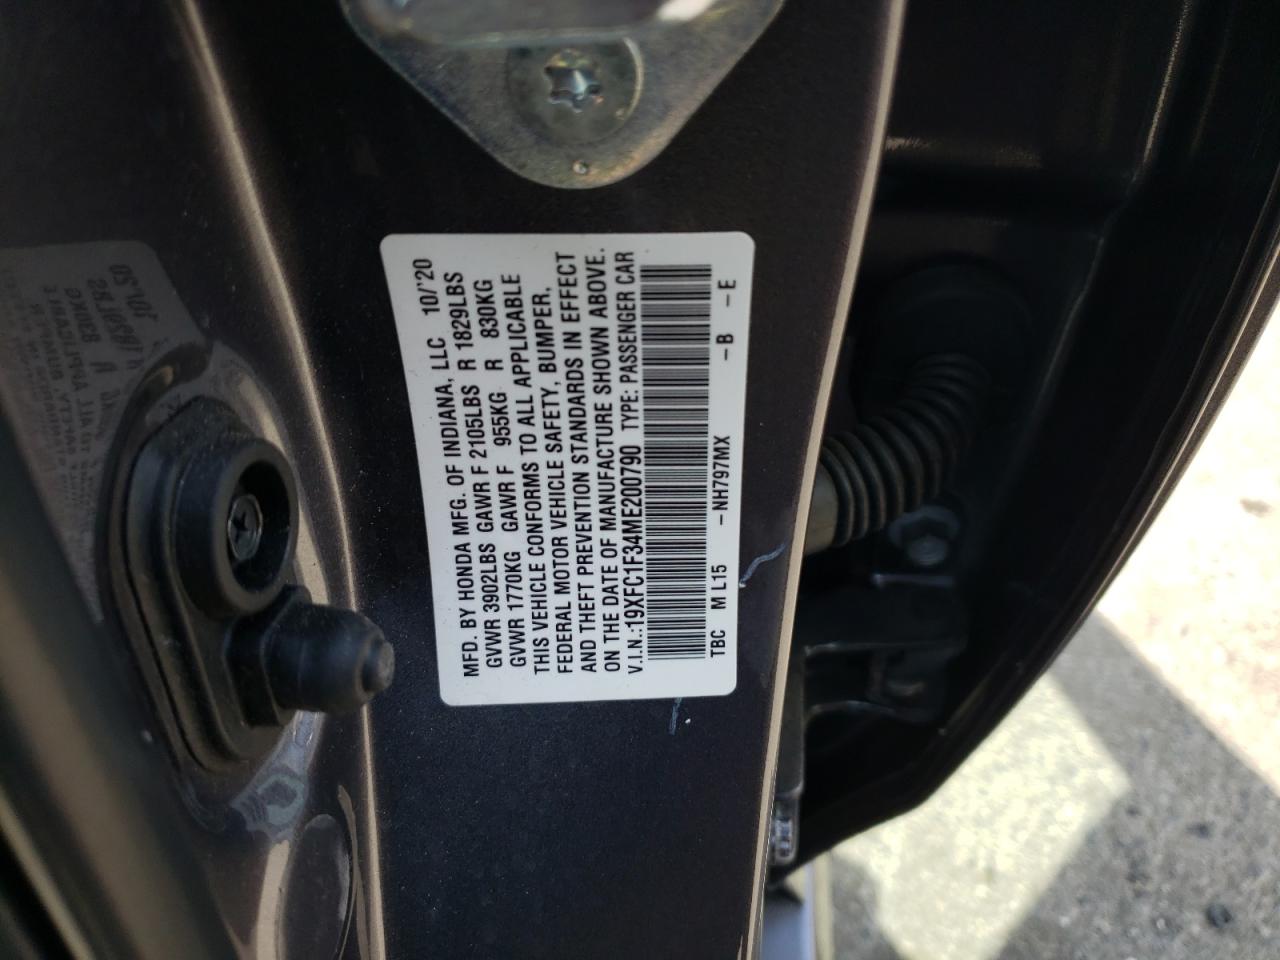 MFD. BY HONDA MFG. OF INDIANA, LLC 10/'20
GVWR 3902LBS GAWR F 2105LBS R 1829LBS
GVWR 1770KG GAWR F 955KG R 830KG
THIS VEHICLE CONFORMS TO ALL APPLICABLE
FEDERAL MOTOR VEHICLE SAFETY, BUMPER,
AND THEFT PREVENTION STANDARDS IN EFFECT
ON THE DATE OF MANUFACTURE SHOWN ABOVE.
V.I.N.:19XFC1F34ME200790 TYPE: PASSENGER CAR
TBC M L15 -NH797MX -B -E